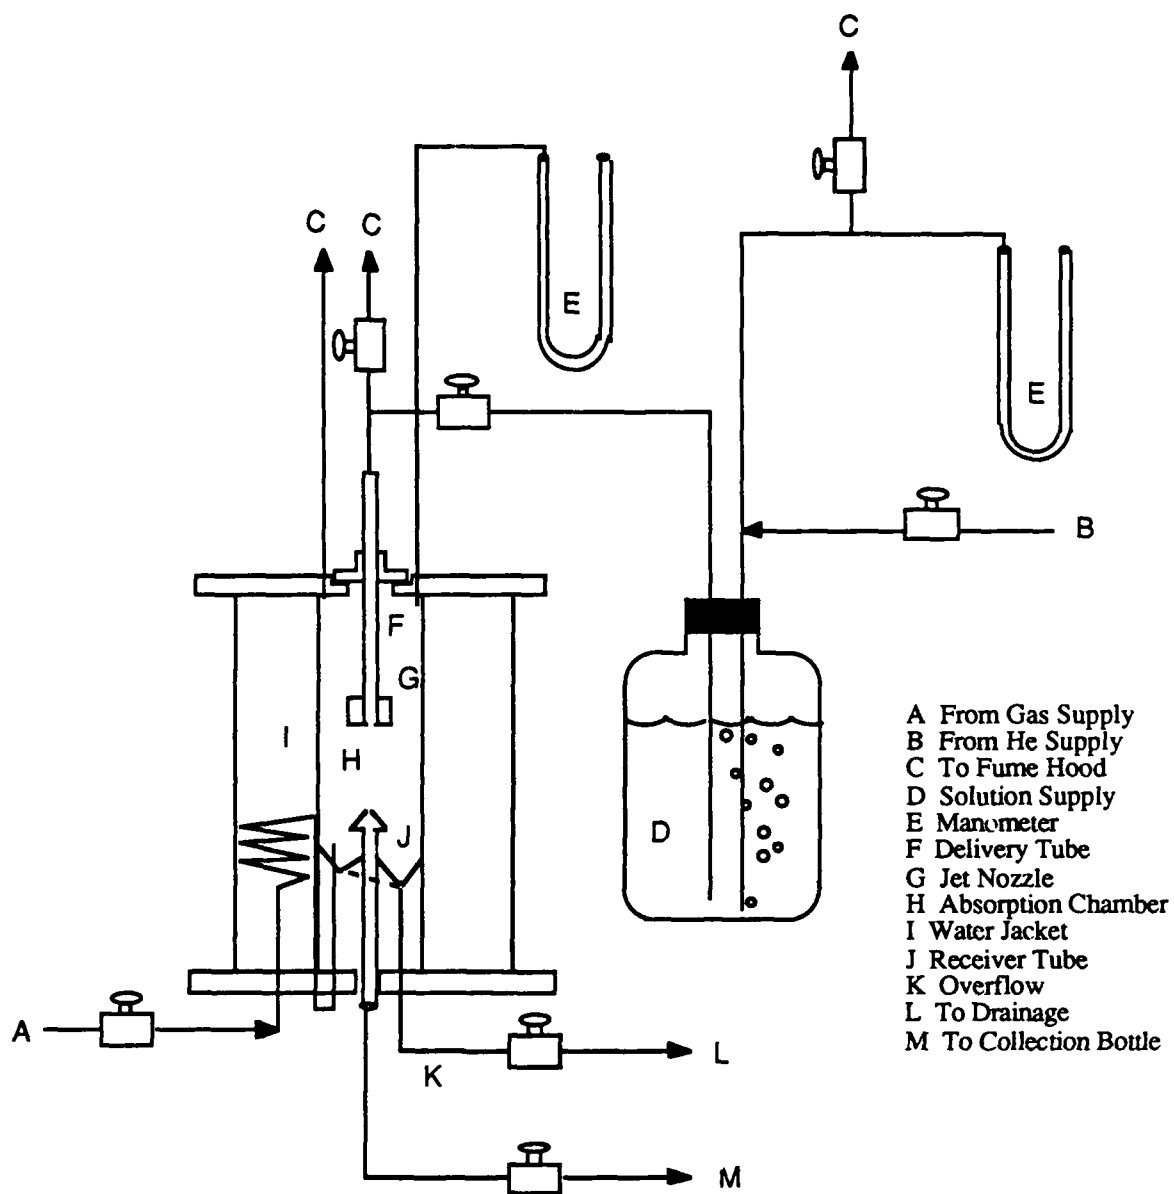 C
C
C
E
E
B
F
G
I
H
J
D
A
K
L
M
A From Gas Supply
B From He Supply
C To Fume Hood
D Solution Supply
E Manometer
F Delivery Tube
G Jet Nozzle
H Absorption Chamber
I Water Jacket
J Receiver Tube
K Overflow
L To Drainage
M To Collection Bottle